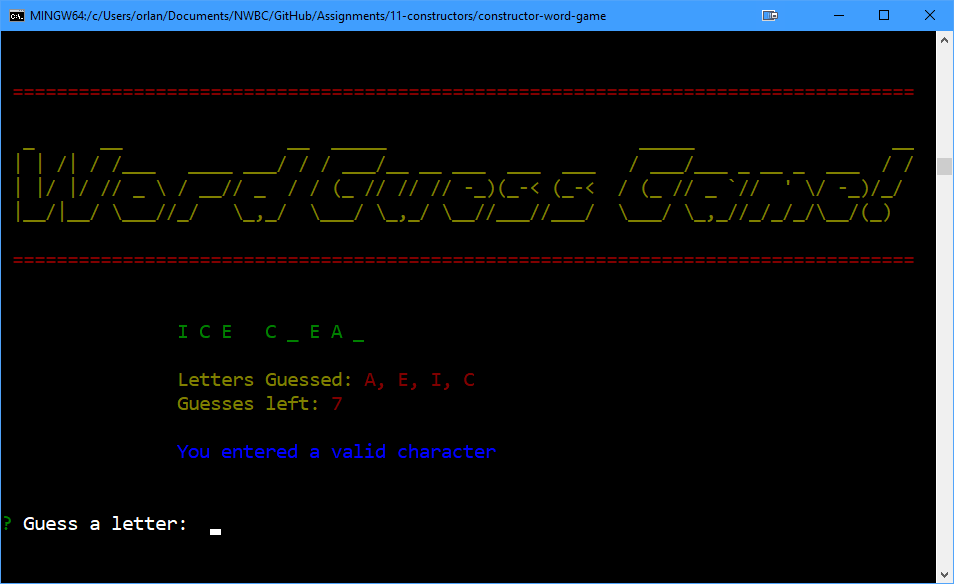 MINGW64:/c/Users/orlan/Documents/NWBC/GitHub/Assignments/11-constructors/constructor-word-game
Word Guess Game!
I C E   C _ E A _
Letters Guessed: A, E, I, C
Guesses left: 7
You entered a valid character
? Guess a letter: